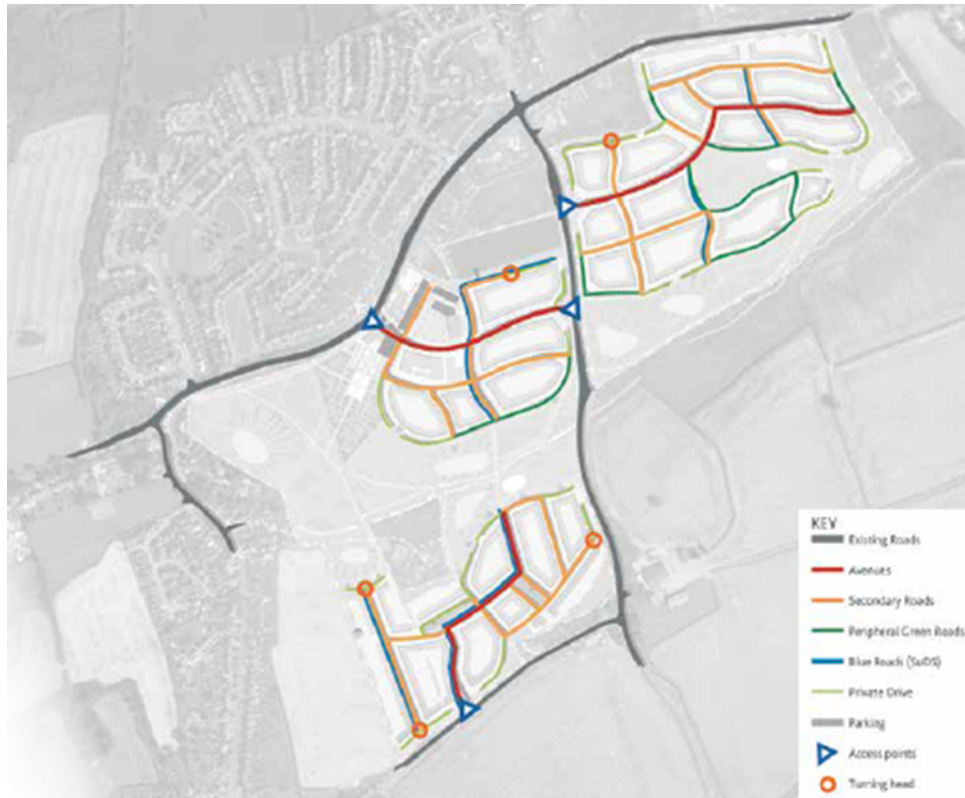 KEY
Existing Roads
Avenues
Secondary Roads
Peripheral Green Roads
Blue Roads (SuDS)
Private Drive
Parking
Access points
Turning head